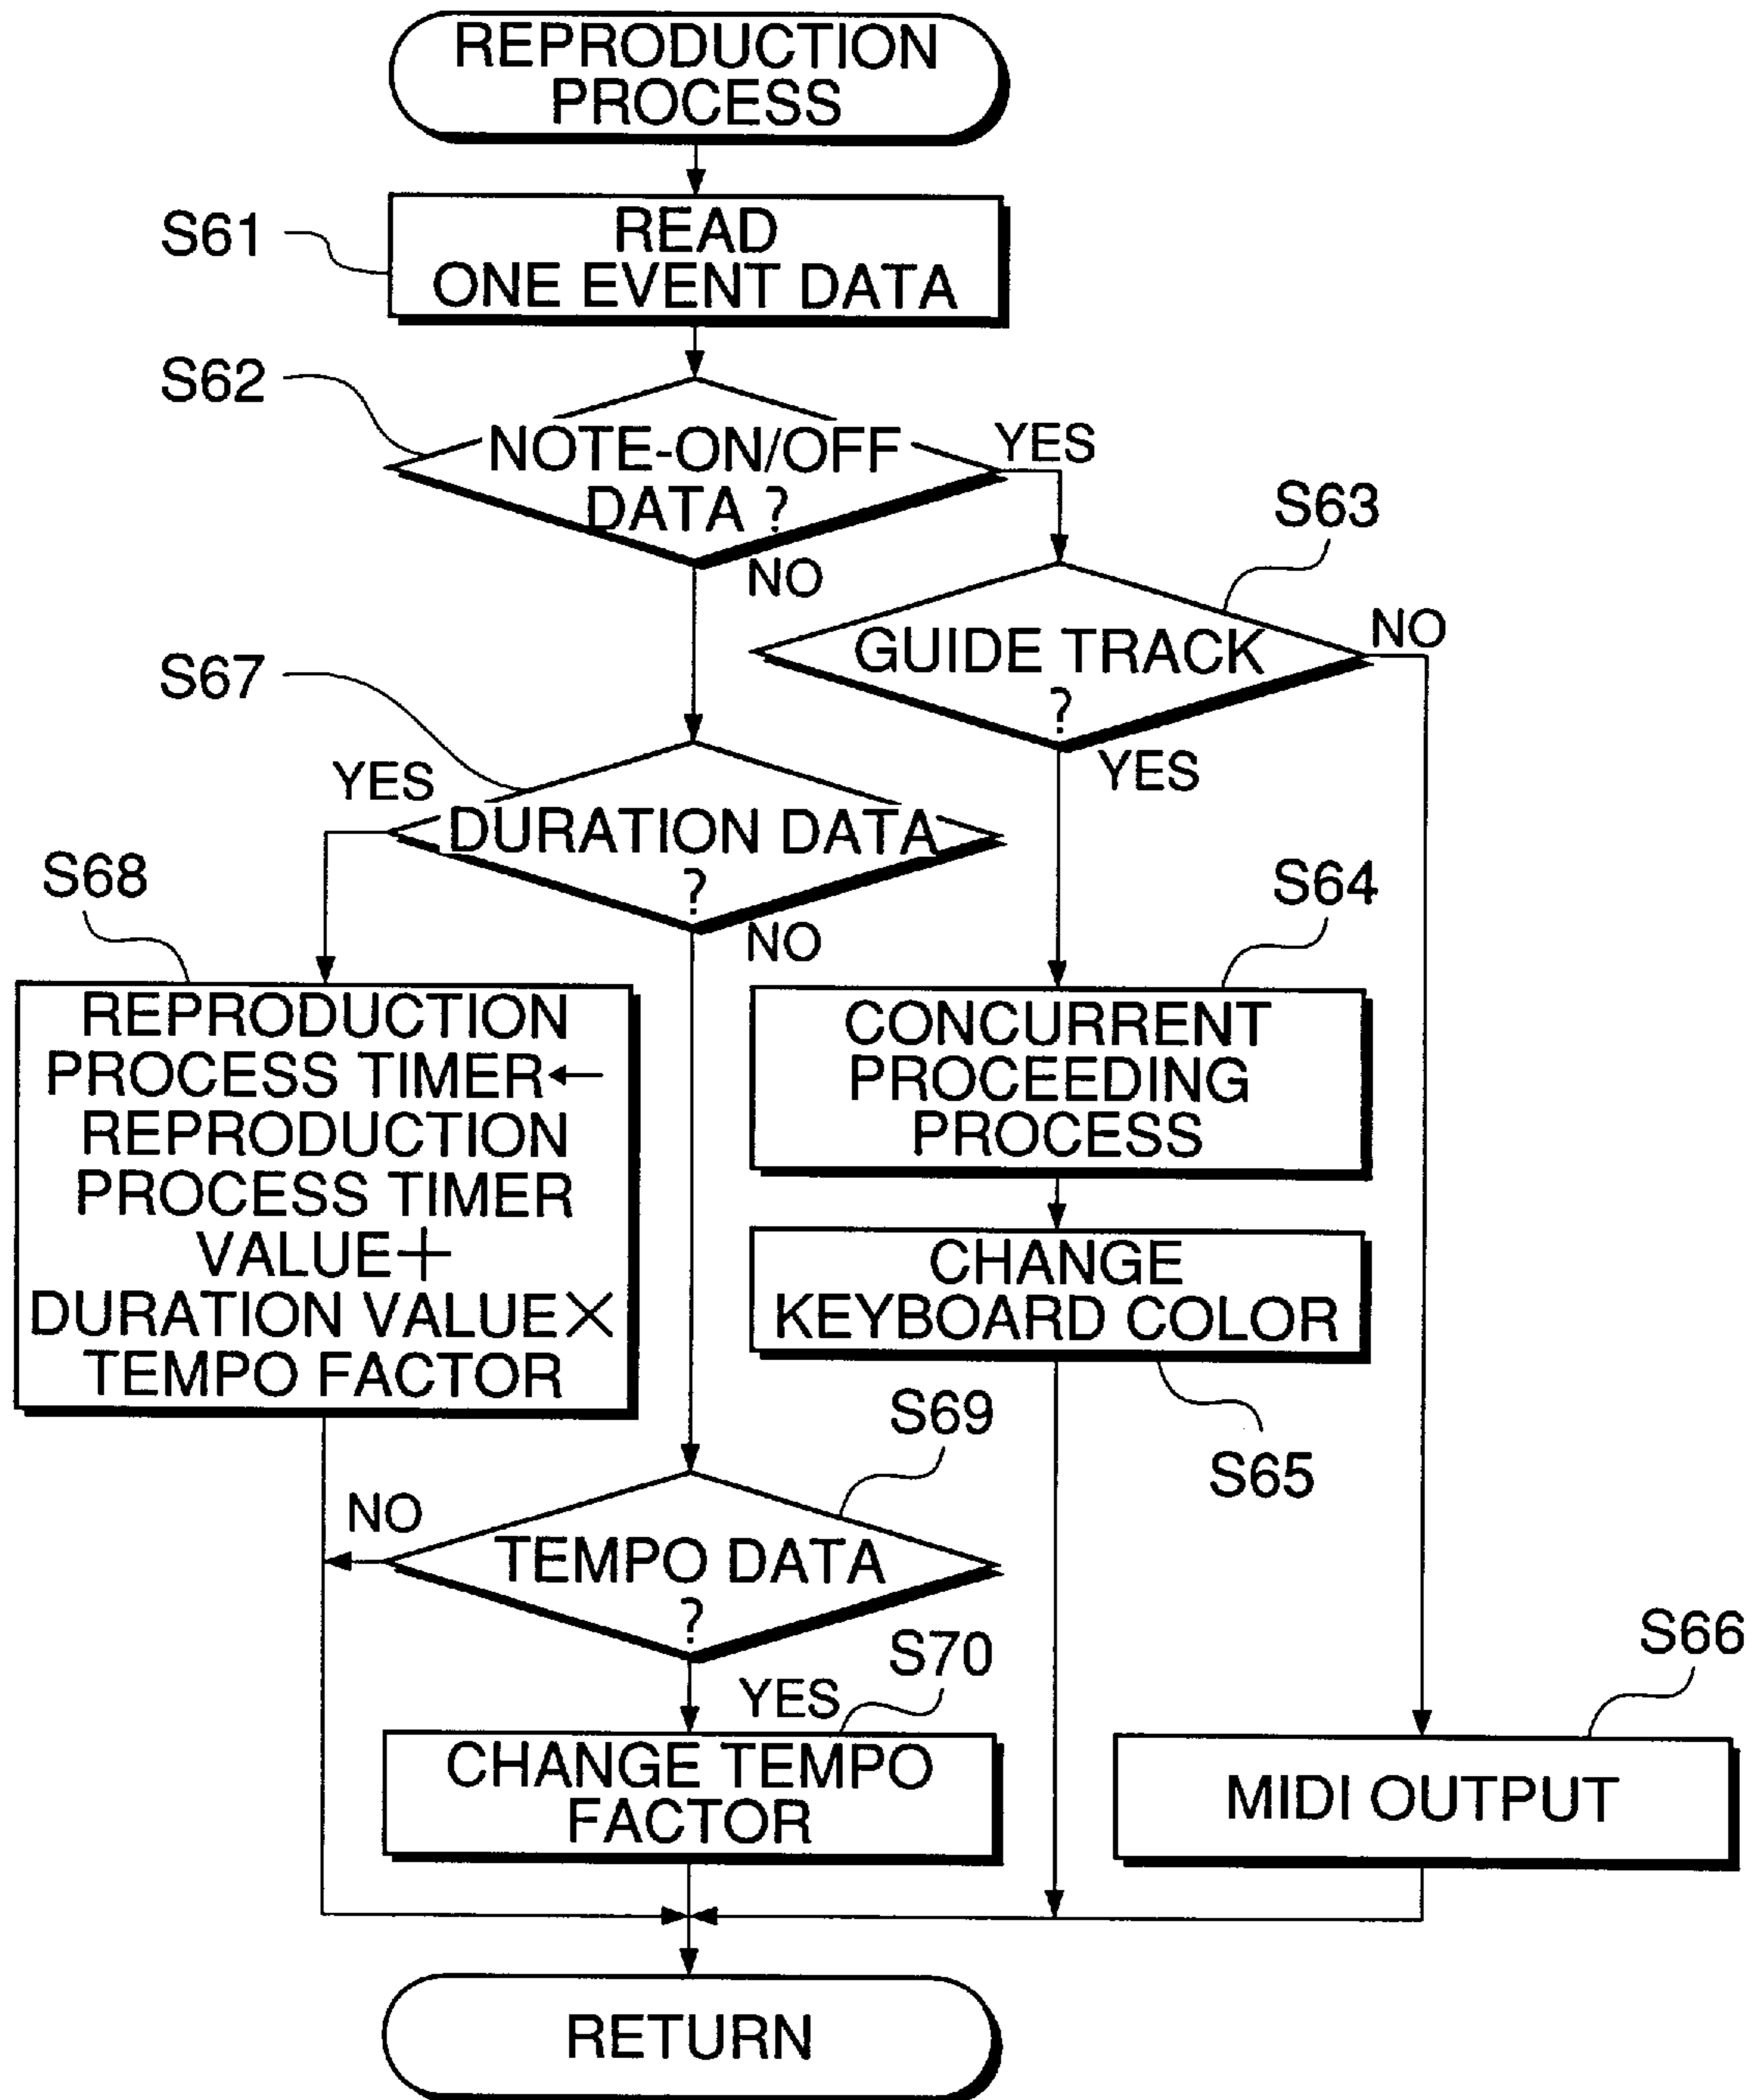 REPRODUCTION
PROCESS
S61
READ
ONE EVENT DATA
S62
NOTE-ON/OFF
DATA ?
YES
NO
S63
GUIDE TRACK
?
NO
YES
S67
YES
DURATION DATA
?
NO
S68
REPRODUCTION
PROCESS TIMER←
REPRODUCTION
PROCESS TIMER
VALUE+
DURATION VALUE×
TEMPO FACTOR
S64
CONCURRENT
PROCEEDING
PROCESS
CHANGE
KEYBOARD COLOR
S65
S69
NO
TEMPO DATA
?
YES
S70
CHANGE TEMPO
FACTOR
S66
MIDI OUTPUT
RETURN